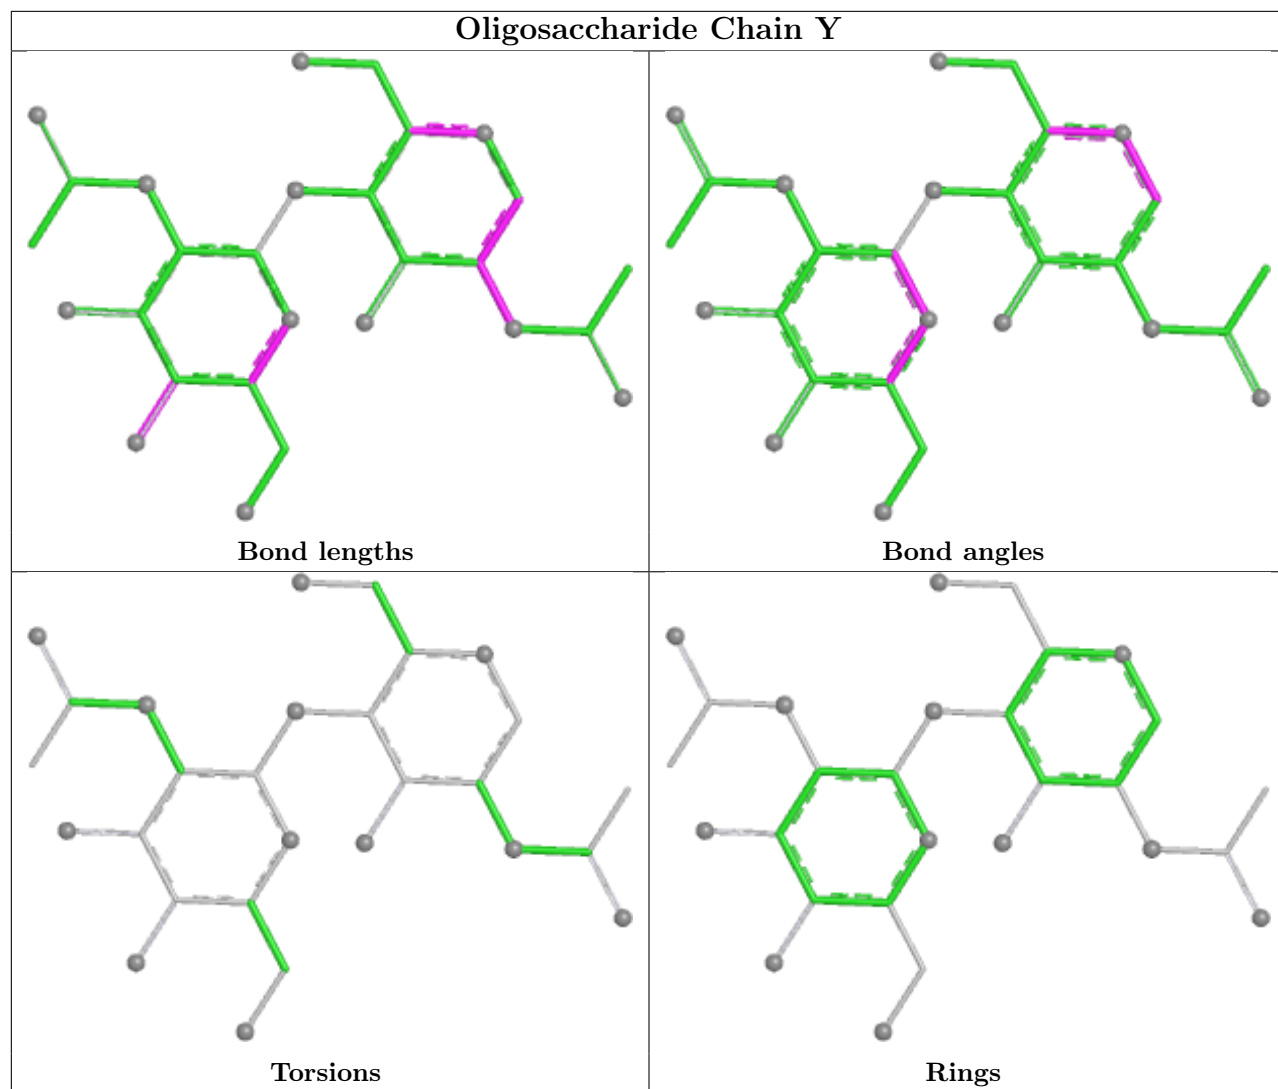 Oligosaccharide Chain Y
Bond lengths
Bond angles
Torsions
Rings